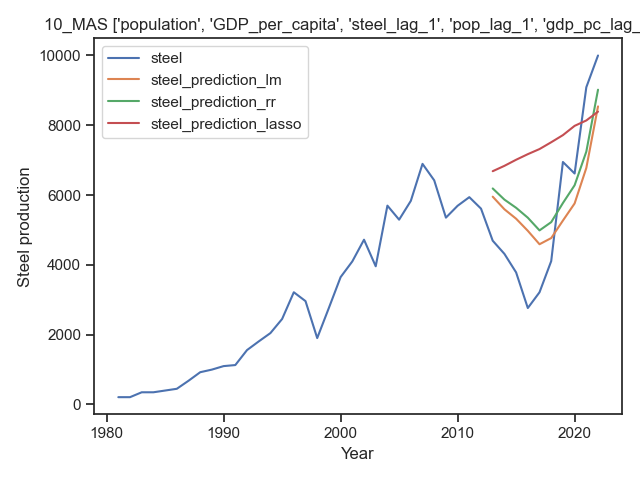 10_MAS ['population', 'GDP_per_capita', 'steel_lag_1', 'pop_lag_1', 'gdp_pc_lag_
steel
steel_prediction_lm
steel_prediction_rr
steel_prediction_lasso
10000
8000
6000
4000
2000
0
Steel production
1980
1990
2000
2010
2020
Year